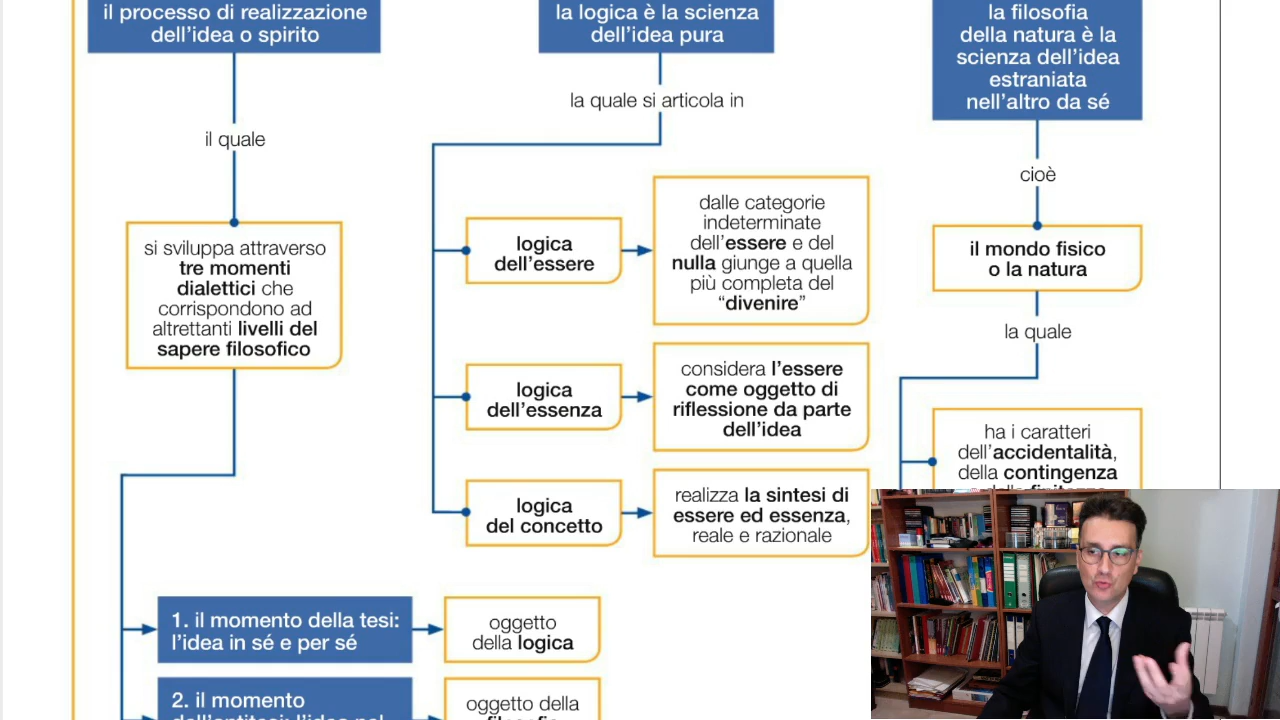 il processo di realizzazione
dell'idea o spirito
il quale
si sviluppa attraverso
tre momenti
dialettici che
corrispondono ad
altrettanti livelli del
sapere filosofico
1. il momento della tesi:
l'idea in sé e per sé
oggetto
della logica
2. il momento
dell'antitesi: l'idea nel
oggetto della
filosofia
la logica è la scienza
dell'idea pura
la quale si articola in
logica
dell'essere
dalle categorie
indeterminate
dell'essere e del
nulla giunge a quella
più completa del
“divenire”
logica
dell'essenza
considera l'essere
come oggetto di
riflessione da parte
dell'idea
logica
del concetto
realizza la sintesi di
essere ed essenza,
reale e razionale
la filosofia
della natura è la
scienza dell'idea
estraniata
nell'altro da sé
cioè
il mondo fisico
o la natura
la quale
ha i caratteri
dell'accidentalità,
della contingenza